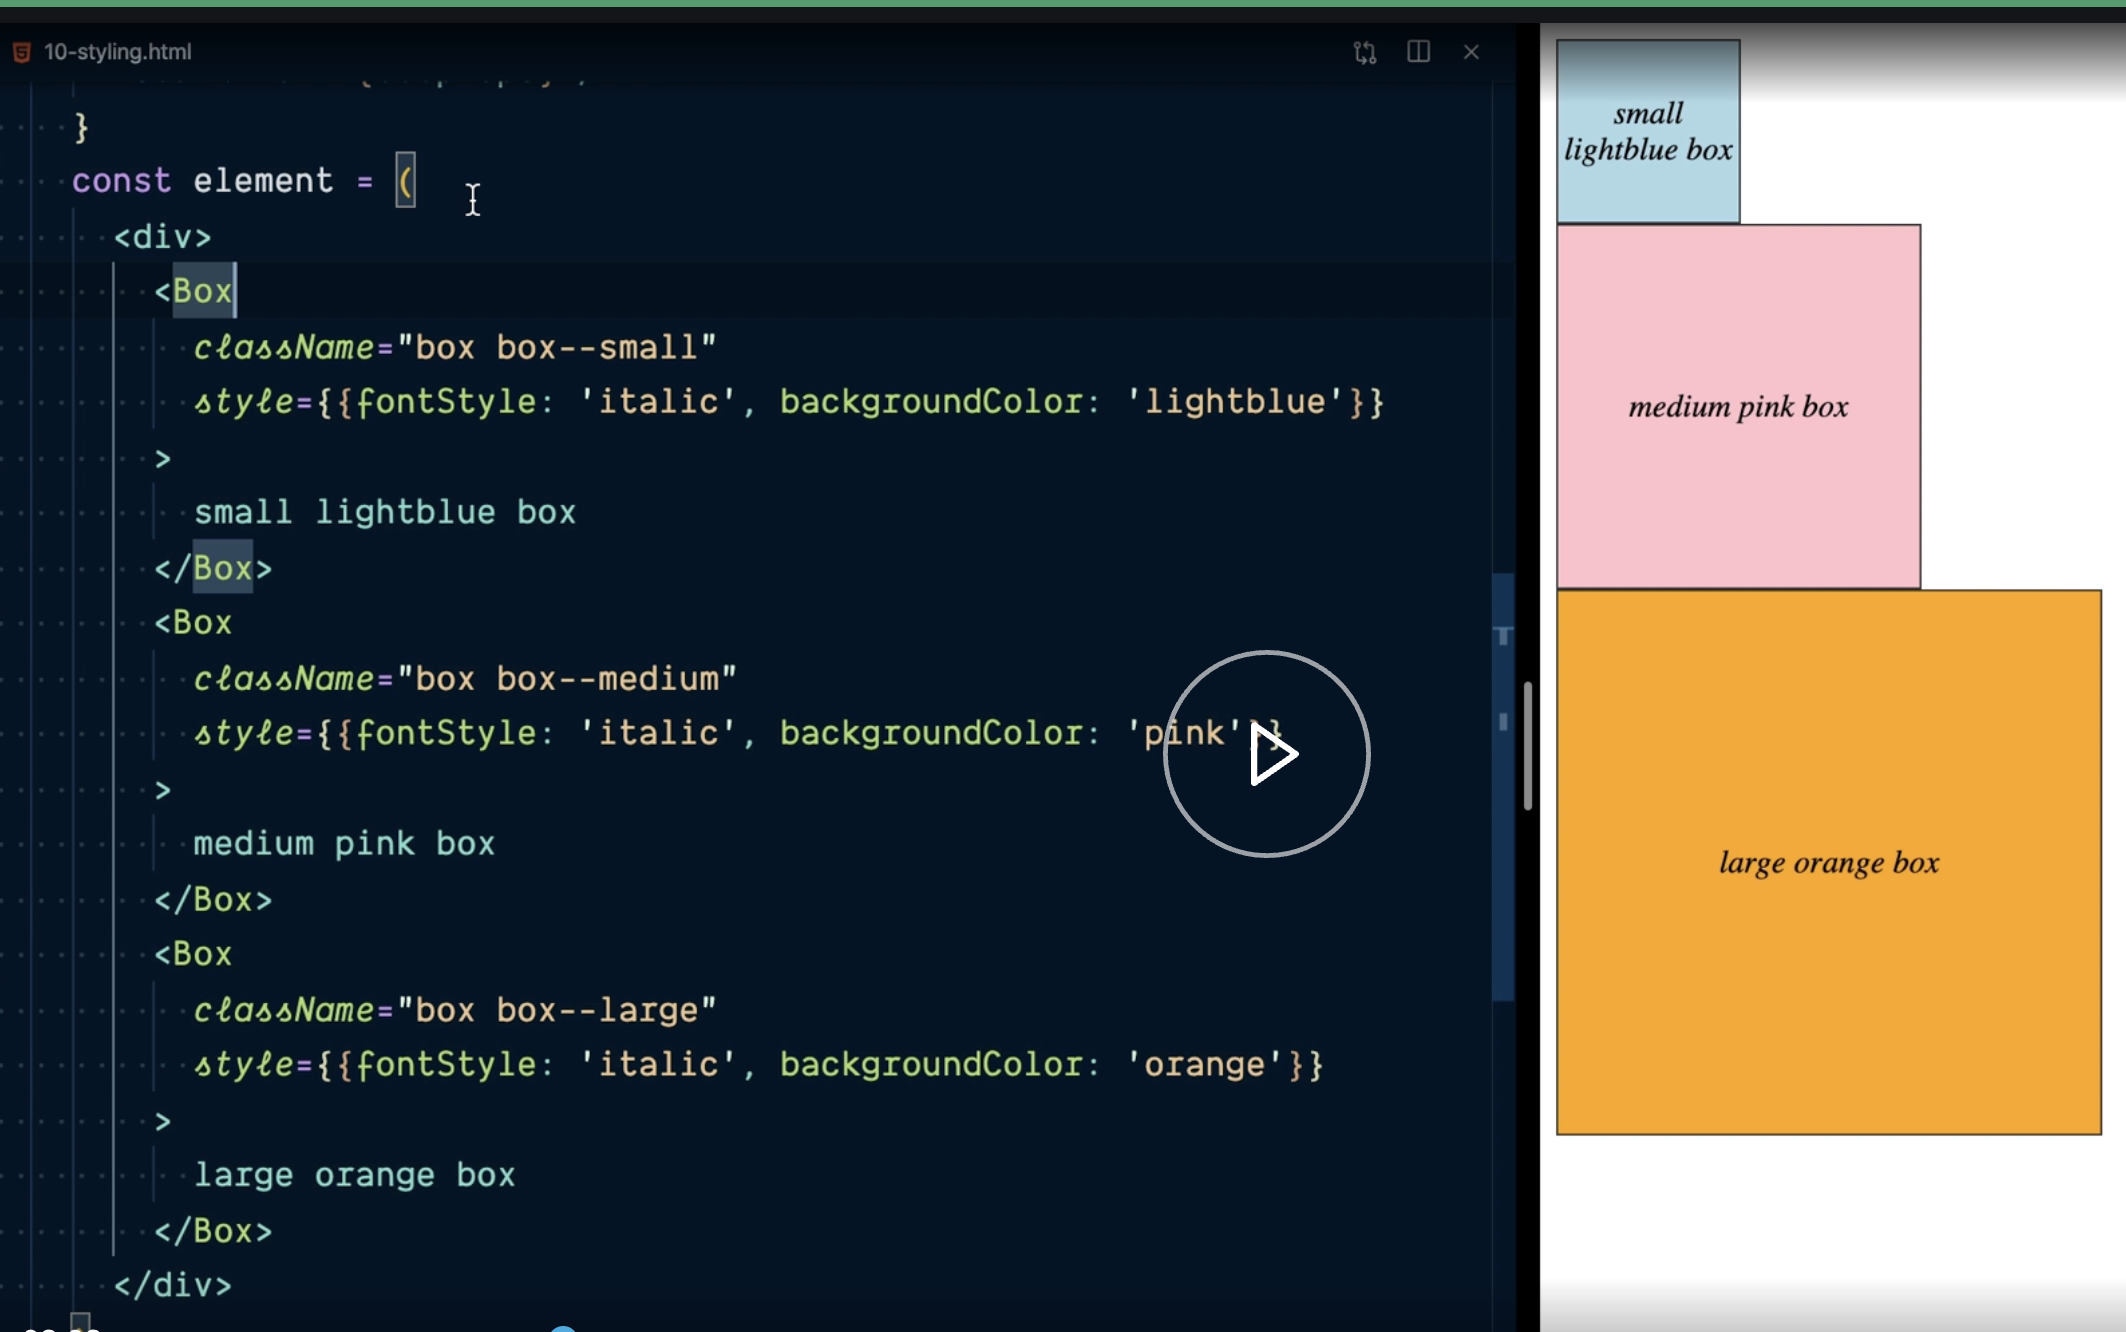 10-styling.html
}
const element = (
<div>
<Box
className="box box--small"
style={{fontStyle: 'italic', backgroundColor: 'lightblue'}}
>
small lightblue box
</Box>
<Box
className="box box--medium"
style={{fontStyle: 'italic', backgroundColor: 'pink'}}
>
medium pink box
</Box>
<Box
className="box box--large"
style={{fontStyle: 'italic', backgroundColor: 'orange'}}
>
large orange box
</Box>
</div>
small
lightblue box
medium pink box
large orange box